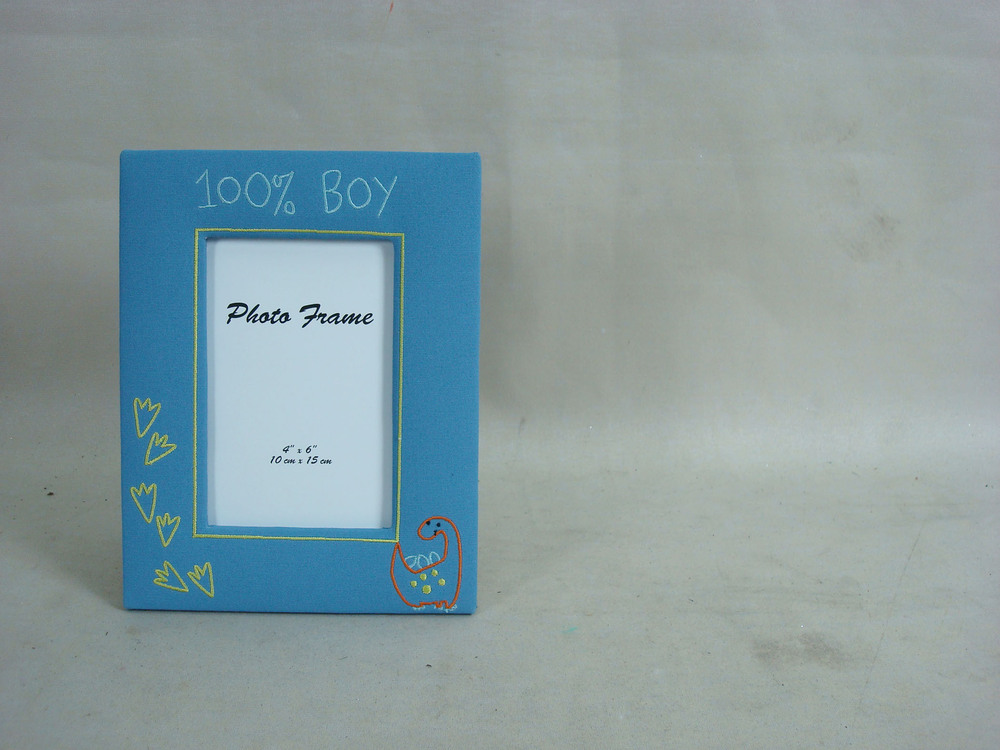 100% BOY
Photo Frame
4" x 6"
10 cm x 15 cm